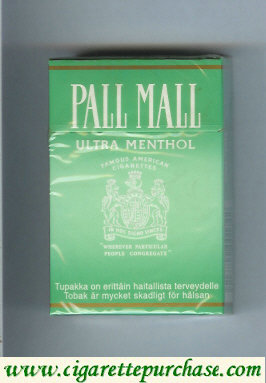 PALL MALL
ULTRA MENTHOL
FAMOUS AMERICAN
CIGARETTES
IN HOC SIGNO VINCES
"WHEREVER PARTICULAR
PEOPLE CONGREGATE"
Tupakka on erittäin haitallista terveydelle
Tobak är mycket skadligt för hälsan
www.cigarettepurchase.com